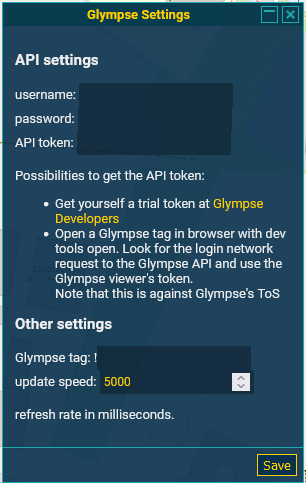 Glympse Settings
API settings
username:
password:
API token:
Possibilities to get the API token:
• Get yourself a trial token at Glympse
Developers
• Open a Glympse tag in browser with dev
tools open. Look for the login network
request to the Glympse API and use the
Glympse viewer's token.
Note that this is against Glympse's ToS
Other settings
Glympse tag: !
update speed: 5000
refresh rate in milliseconds.
Save